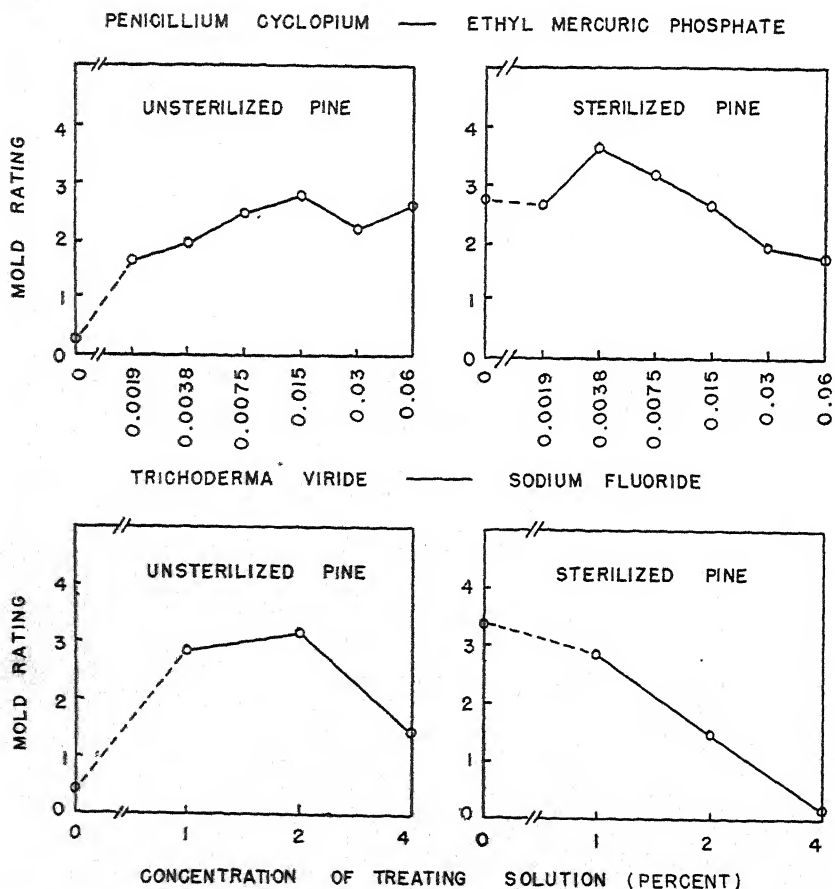 PENICILLIUM CYCLOPIUM — ETHYL MERCURIC PHOSPHATE
UNSTERILIZED PINE
MOLD RATING
4
3
2
1
0
0 0.0019 0.0038 0.0075 0.015 0.03 0.06
STERILIZED PINE
4
3
2
1
0
0 0.0019 0.0038 0.0075 0.015 0.03 0.06
TRICHODERMA VIRIDE — SODIUM FLUORIDE
UNSTERILIZED PINE
MOLD RATING
4
3
2
1
0
0 1 2 4
STERILIZED PINE
4
3
2
1
0
0 1 2 4
CONCENTRATION OF TREATING SOLUTION (PERCENT)